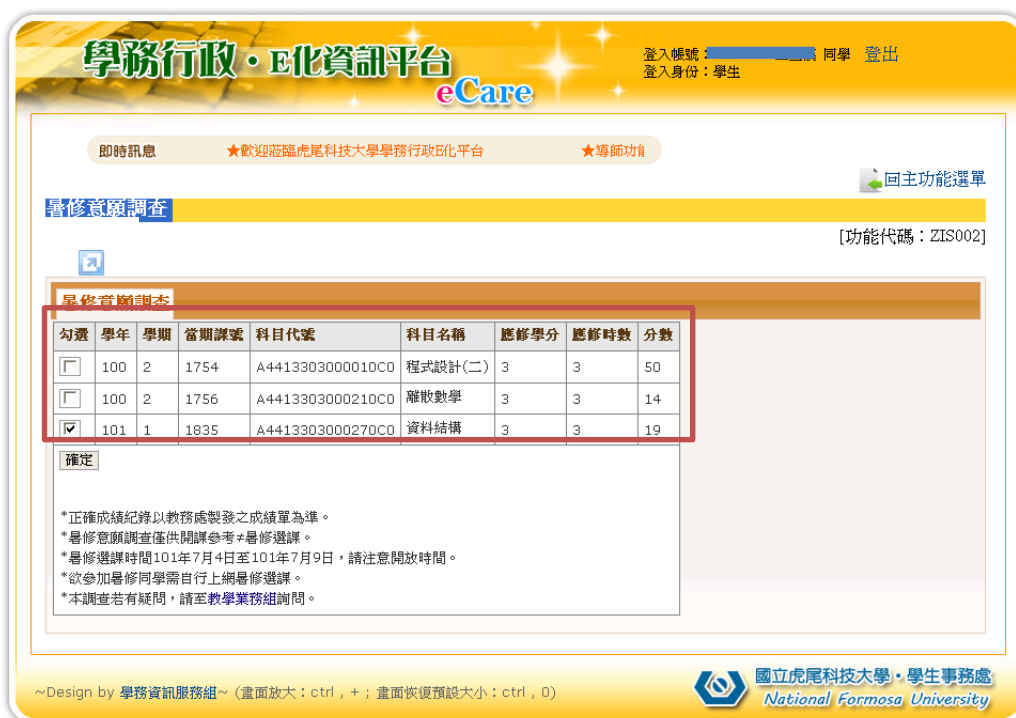 學務行政・E化資訊平台
eCare
登入帳號： 同學 登出
登入身份：學生
即時訊息 ★歡迎蒞臨虎尾科技大學學務行政E化平台 ★導師功
回主功能選單
暑修意願調查
[功能代碼：ZIS002]
暑修意願調查
勾選 學年 學期 當期課號 科目代號 科目名稱 應修學分 應修時數 分數
100 2 1754 A4413303000010C0 程式設計(二) 3 3 50
100 2 1756 A4413303000210C0 離散數學 3 3 14
101 1 1835 A4413303000270C0 資料結構 3 3 19
確定
*正確成績紀錄以教務處製發之成績單為準。
*暑修意願調查僅供開課參考≠暑修選課。
*暑修選課時間101年7月4日至101年7月9日，請注意開放時間。
*欲參加暑修同學需自行上網暑修選課。
*本調查若有疑問，請至教學業務組詢問。
~Design by 學務資訊服務組~ (畫面放大：ctrl , + ; 畫面恢復預設大小：ctrl , 0)
國立虎尾科技大學・學生事務處
National Formosa University